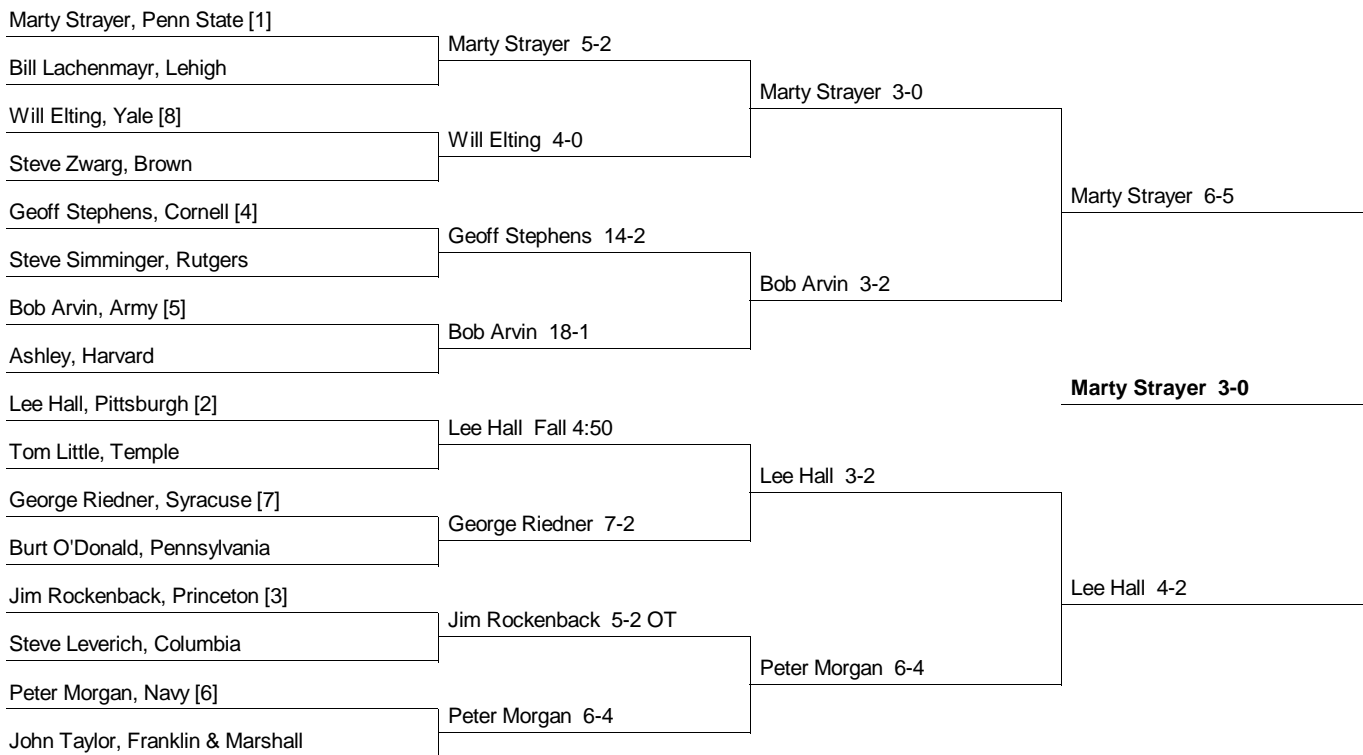 Marty Strayer, Penn State [1]
Bill Lachenmayr, Lehigh
Will Elting, Yale [8]
Steve Zwarg, Brown
Geoff Stephens, Cornell [4]
Steve Simminger, Rutgers
Bob Arvin, Army [5]
Ashley, Harvard
Lee Hall, Pittsburgh [2]
Tom Little, Temple
George Riedner, Syracuse [7]
Burt O'Donald, Pennsylvania
Jim Rockenback, Princeton [3]
Steve Leverich, Columbia
Peter Morgan, Navy [6]
John Taylor, Franklin & Marshall
Marty Strayer 5-2
Will Elting 4-0
Geoff Stephens 14-2
Bob Arvin 18-1
Lee Hall Fall 4:50
George Riedner 7-2
Jim Rockenback 5-2 OT
Peter Morgan 6-4
Marty Strayer 3-0
Bob Arvin 3-2
Lee Hall 3-2
Peter Morgan 6-4
Marty Strayer 6-5
Lee Hall 4-2
Marty Strayer 3-0